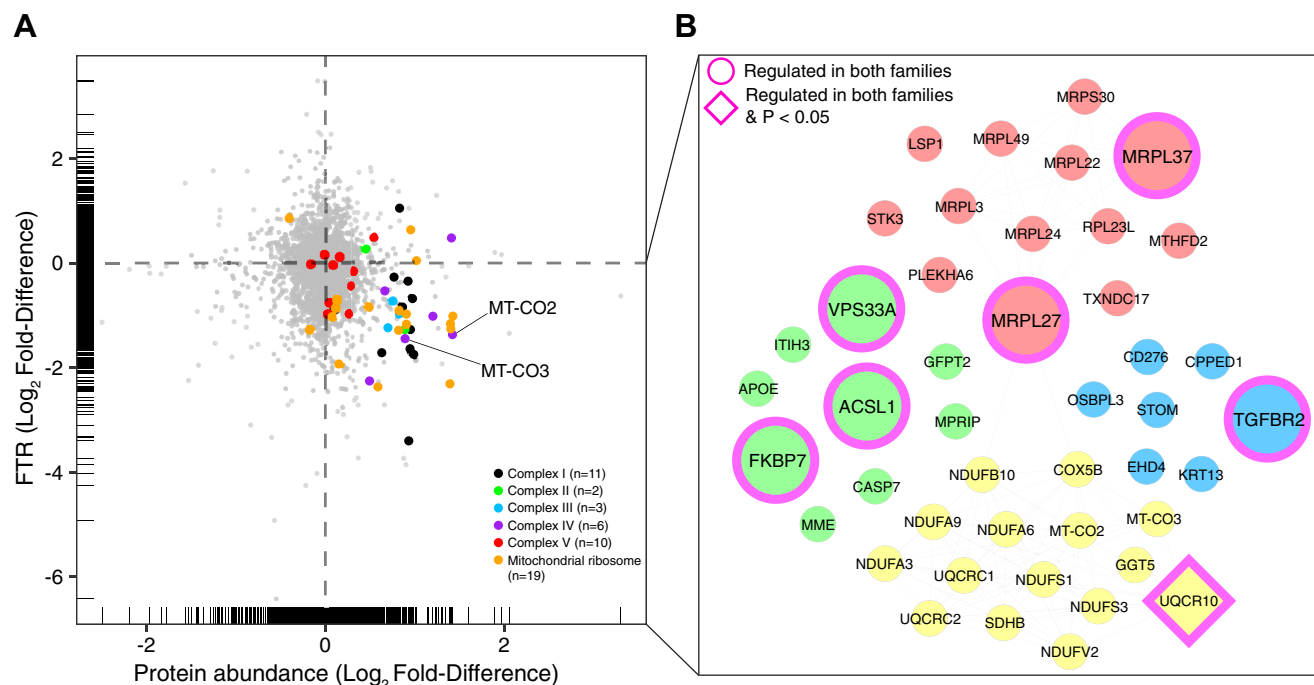 A
B
2
0
-2
-4
-6
FTR (Log2 Fold-Difference)
-2
0
2
Protein abundance (Log2 Fold-Difference)
MT-CO2
MT-CO3
Complex I (n=11)
Complex II (n=2)
Complex III (n=3)
Complex IV (n=6)
Complex V (n=10)
Mitochondrial ribosome
(n=19)
Regulated in both families
Regulated in both families
& P < 0.05
MRPS30
LSP1
MRPL49
MRPL22
MRPL37
STK3
MRPL3
MRPL24
RPL23L
MTHFD2
PLEKHA6
TXNDC17
VPS33A
MRPL27
ITIH3
GFPT2
CD276
CPPED1
APOE
ACSL1
MPRIP
OSBPL3
STOM
TGFBR2
FKBP7
CASP7
NDUFB10
COX5B
EHD4
KRT13
MME
NDUFA9
NDUFA6
MT-CO2
MT-CO3
NDUFA3
UQCRC1
NDUFS1
GGT5
UQCRC2
SDHB
NDUFS3
UQCR10
NDUFV2